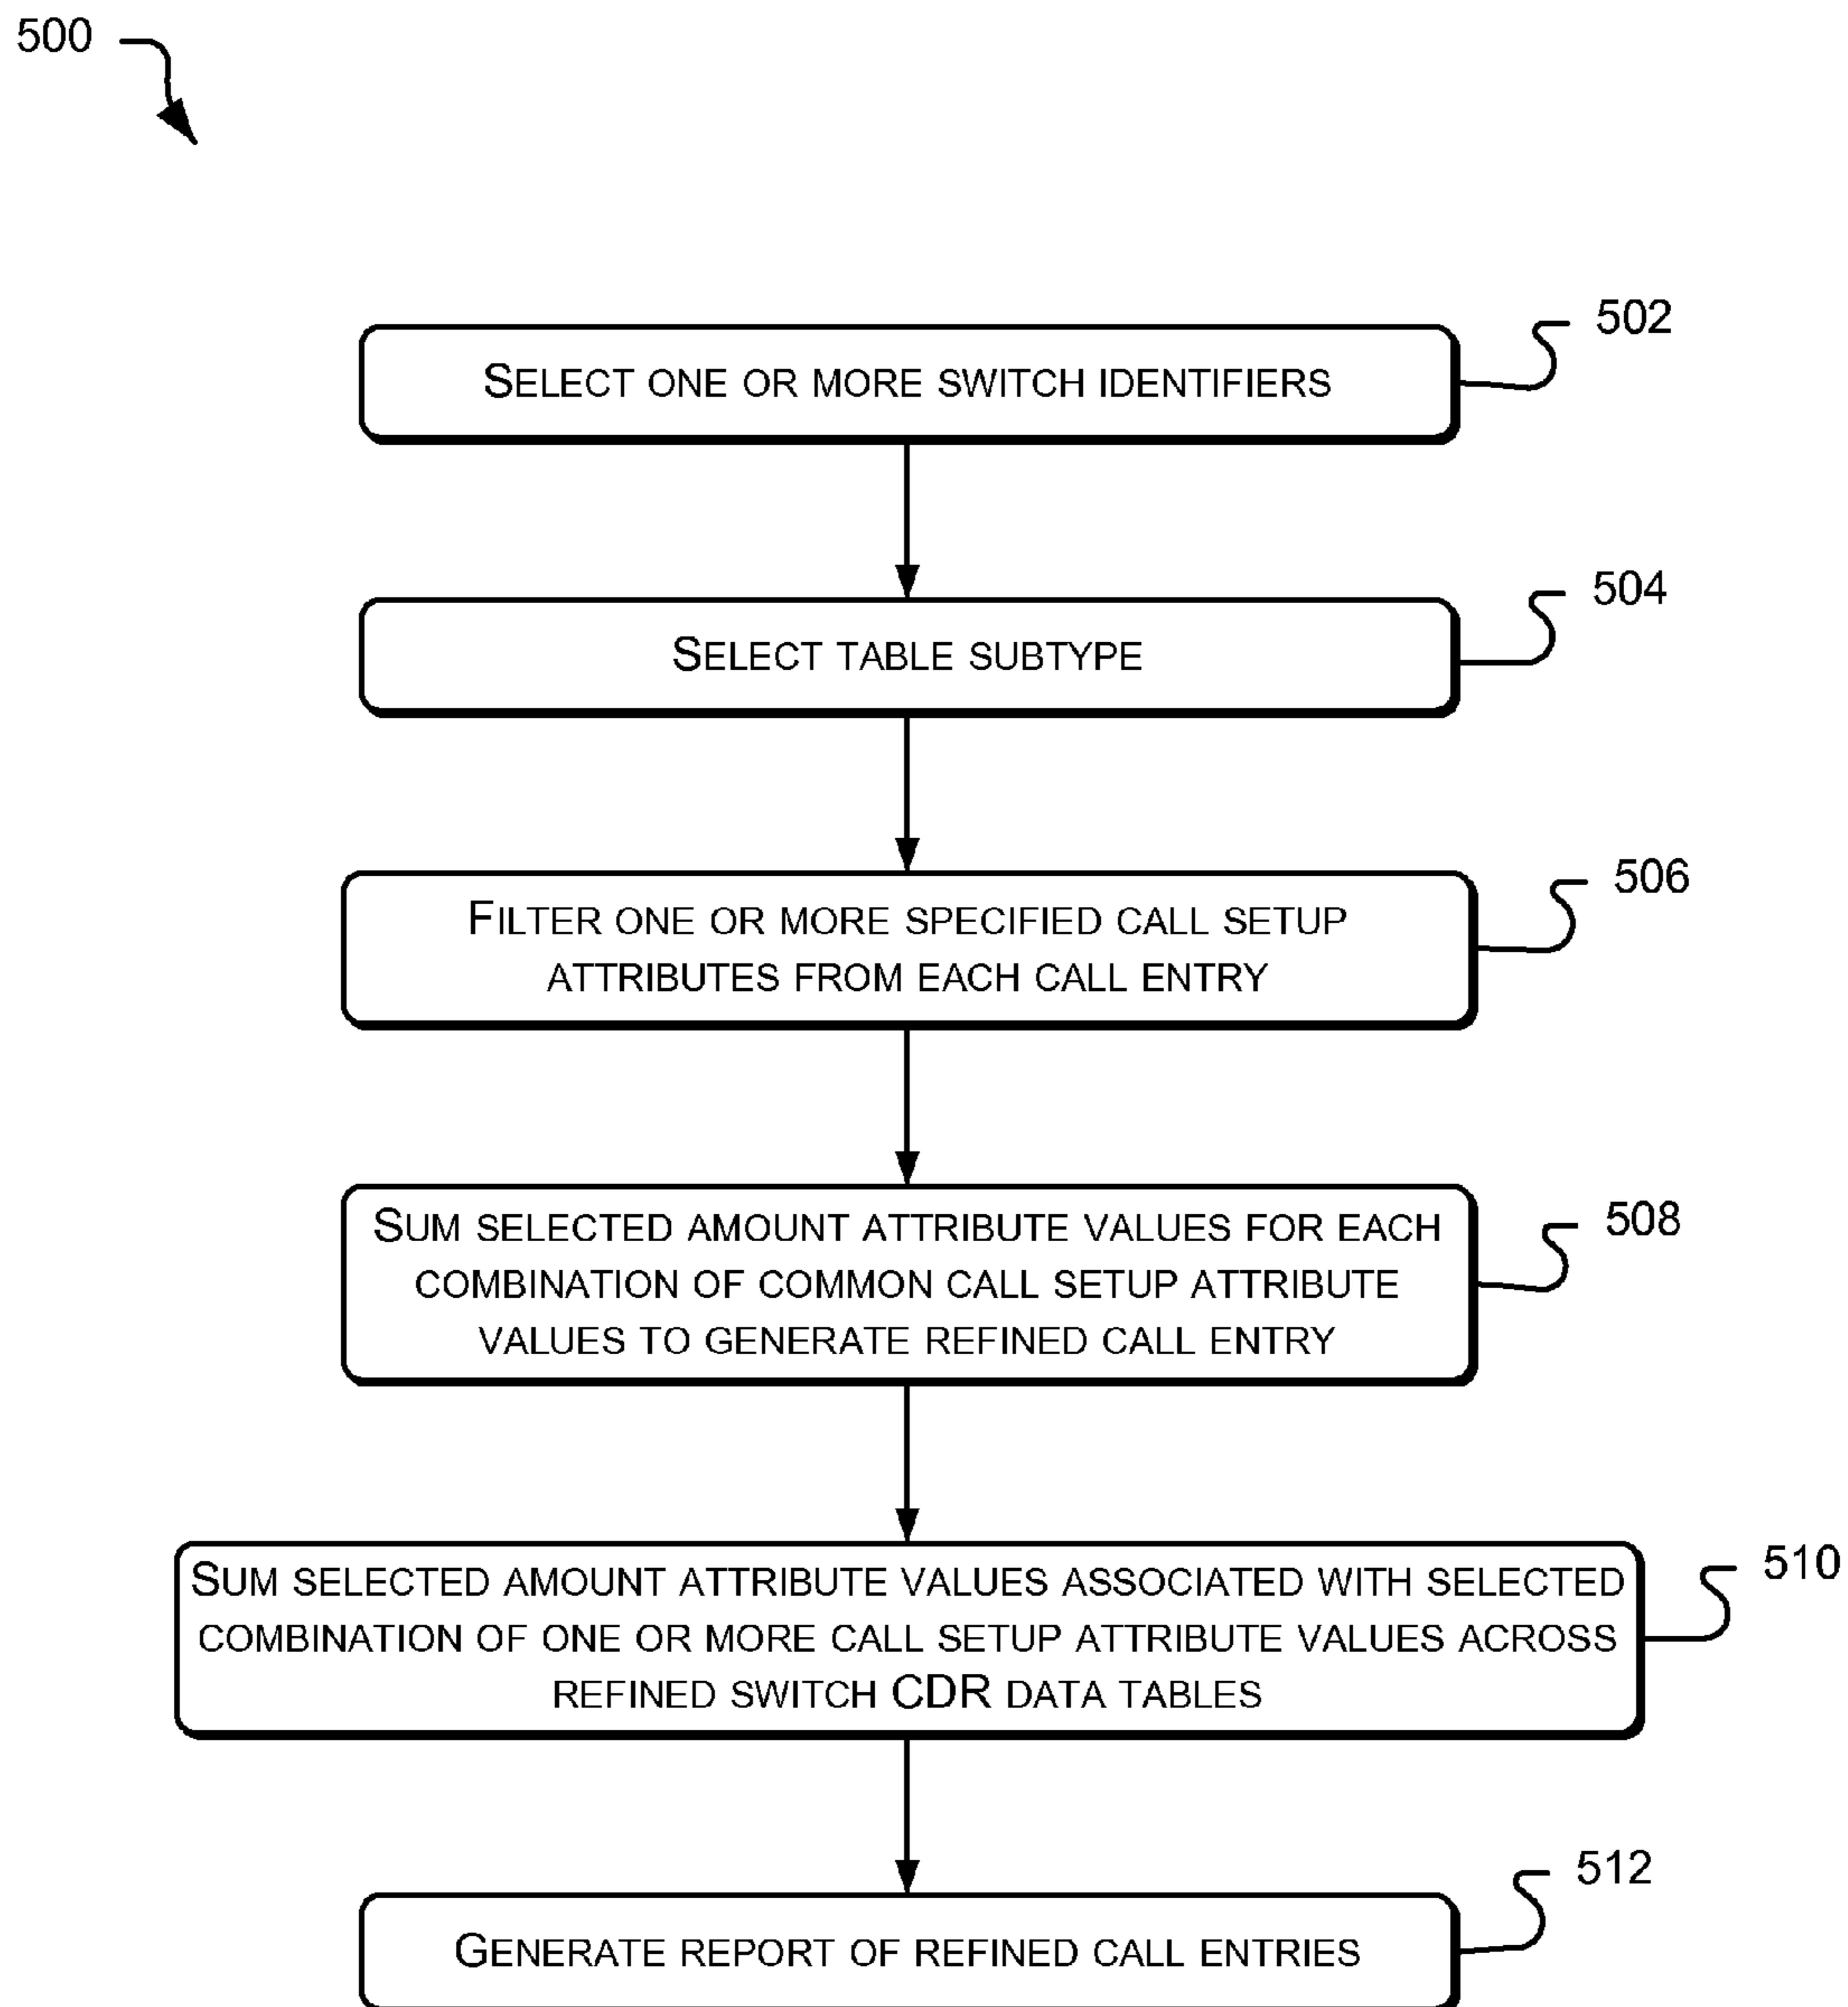 500
SELECT ONE OR MORE SWITCH IDENTIFIERS
502
SELECT TABLE SUBTYPE
504
FILTER ONE OR MORE SPECIFIED CALL SETUP
ATTRIBUTES FROM EACH CALL ENTRY
506
SUM SELECTED AMOUNT ATTRIBUTE VALUES FOR EACH
COMBINATION OF COMMON CALL SETUP ATTRIBUTE
VALUES TO GENERATE REFINED CALL ENTRY
508
SUM SELECTED AMOUNT ATTRIBUTE VALUES ASSOCIATED WITH SELECTED
COMBINATION OF ONE OR MORE CALL SETUP ATTRIBUTE VALUES ACROSS
REFINED SWITCH CDR DATA TABLES
510
GENERATE REPORT OF REFINED CALL ENTRIES
512